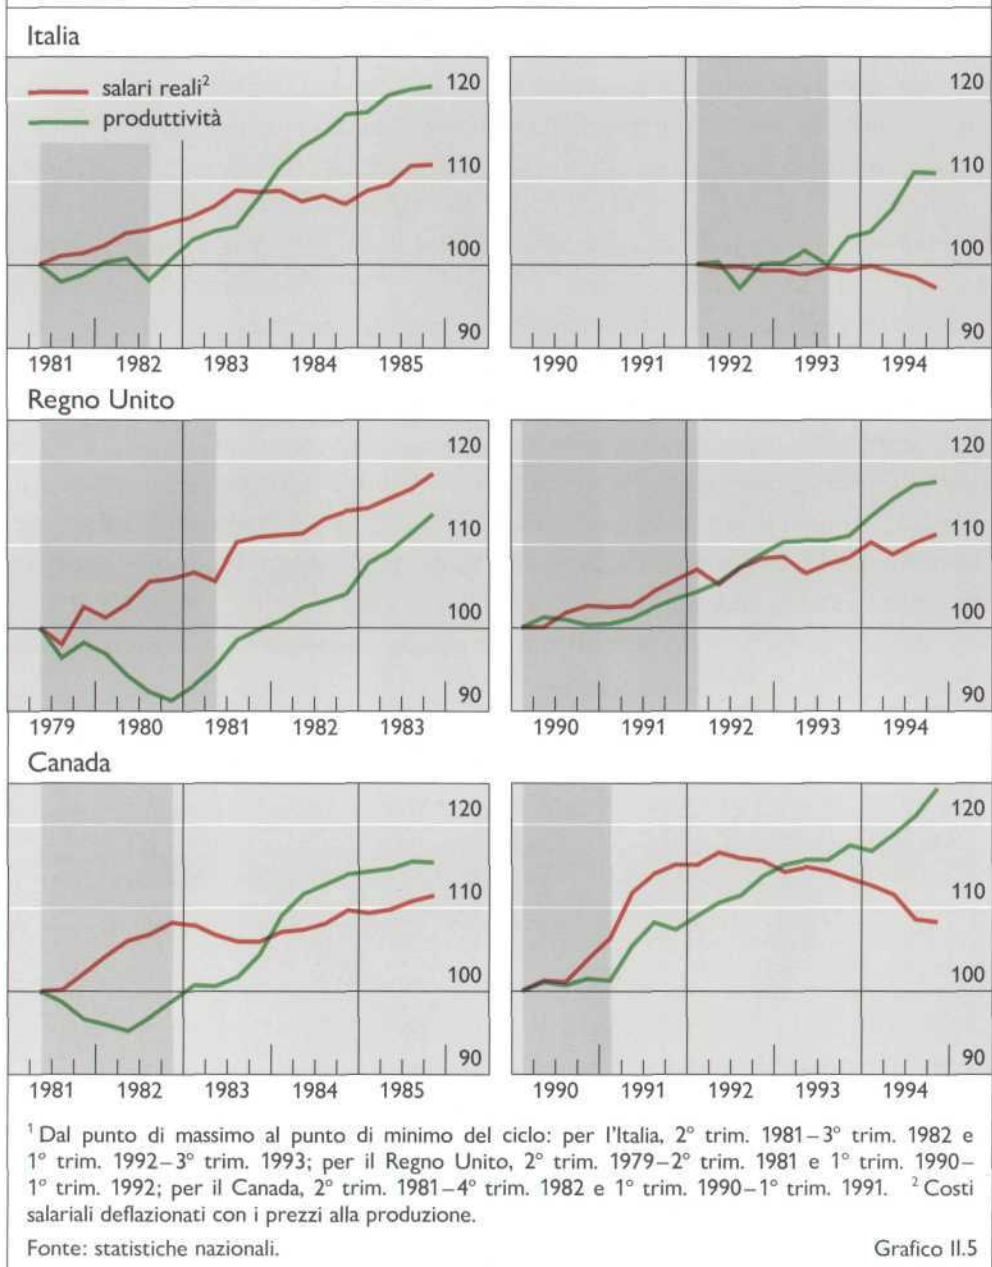 Italia
salari reali²
produttività
120
110
100
90
1981 1982 1983 1984 1985
120
110
100
90
1990 1991 1992 1993 1994
Regno Unito
120
110
100
90
1979 1980 1981 1982 1983
120
110
100
90
1990 1991 1992 1993 1994
Canada
120
110
100
90
1981 1982 1983 1984 1985
120
110
100
90
1990 1991 1992 1993 1994
¹ Dal punto di massimo al punto di minimo del ciclo: per l'Italia, 2° trim. 1981–3° trim. 1982 e
1° trim. 1992–3° trim. 1993; per il Regno Unito, 2° trim. 1979–2° trim. 1981 e 1° trim. 1990–
1° trim. 1992; per il Canada, 2° trim. 1981–4° trim. 1982 e 1° trim. 1990–1° trim. 1991. ² Costi
salariali deflazionati con i prezzi alla produzione.
Fonte: statistiche nazionali. Grafico II.5